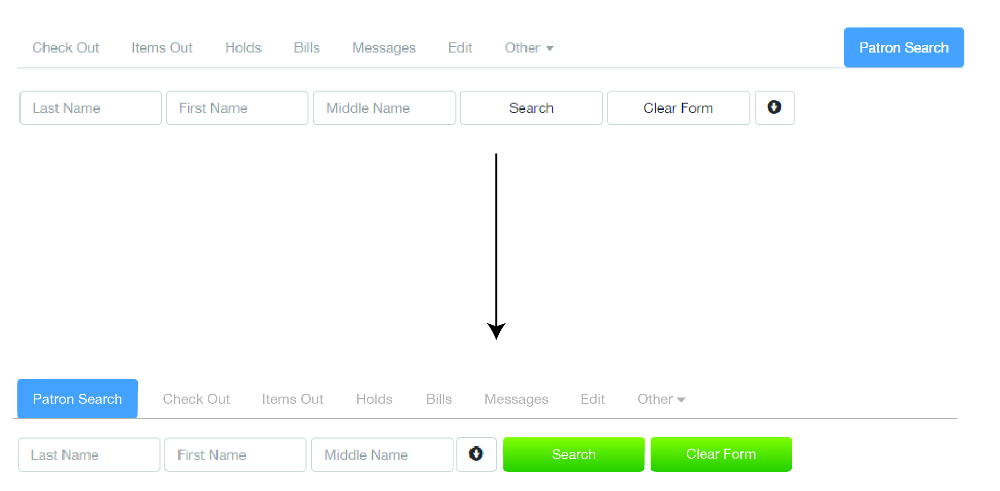 Check Out Items Out Holds Bills Messages Edit Other Patron Search
Last Name First Name Middle Name Search Clear Form
Patron Search Check Out Items Out Holds Bills Messages Edit Other
Last Name First Name Middle Name Search Clear Form